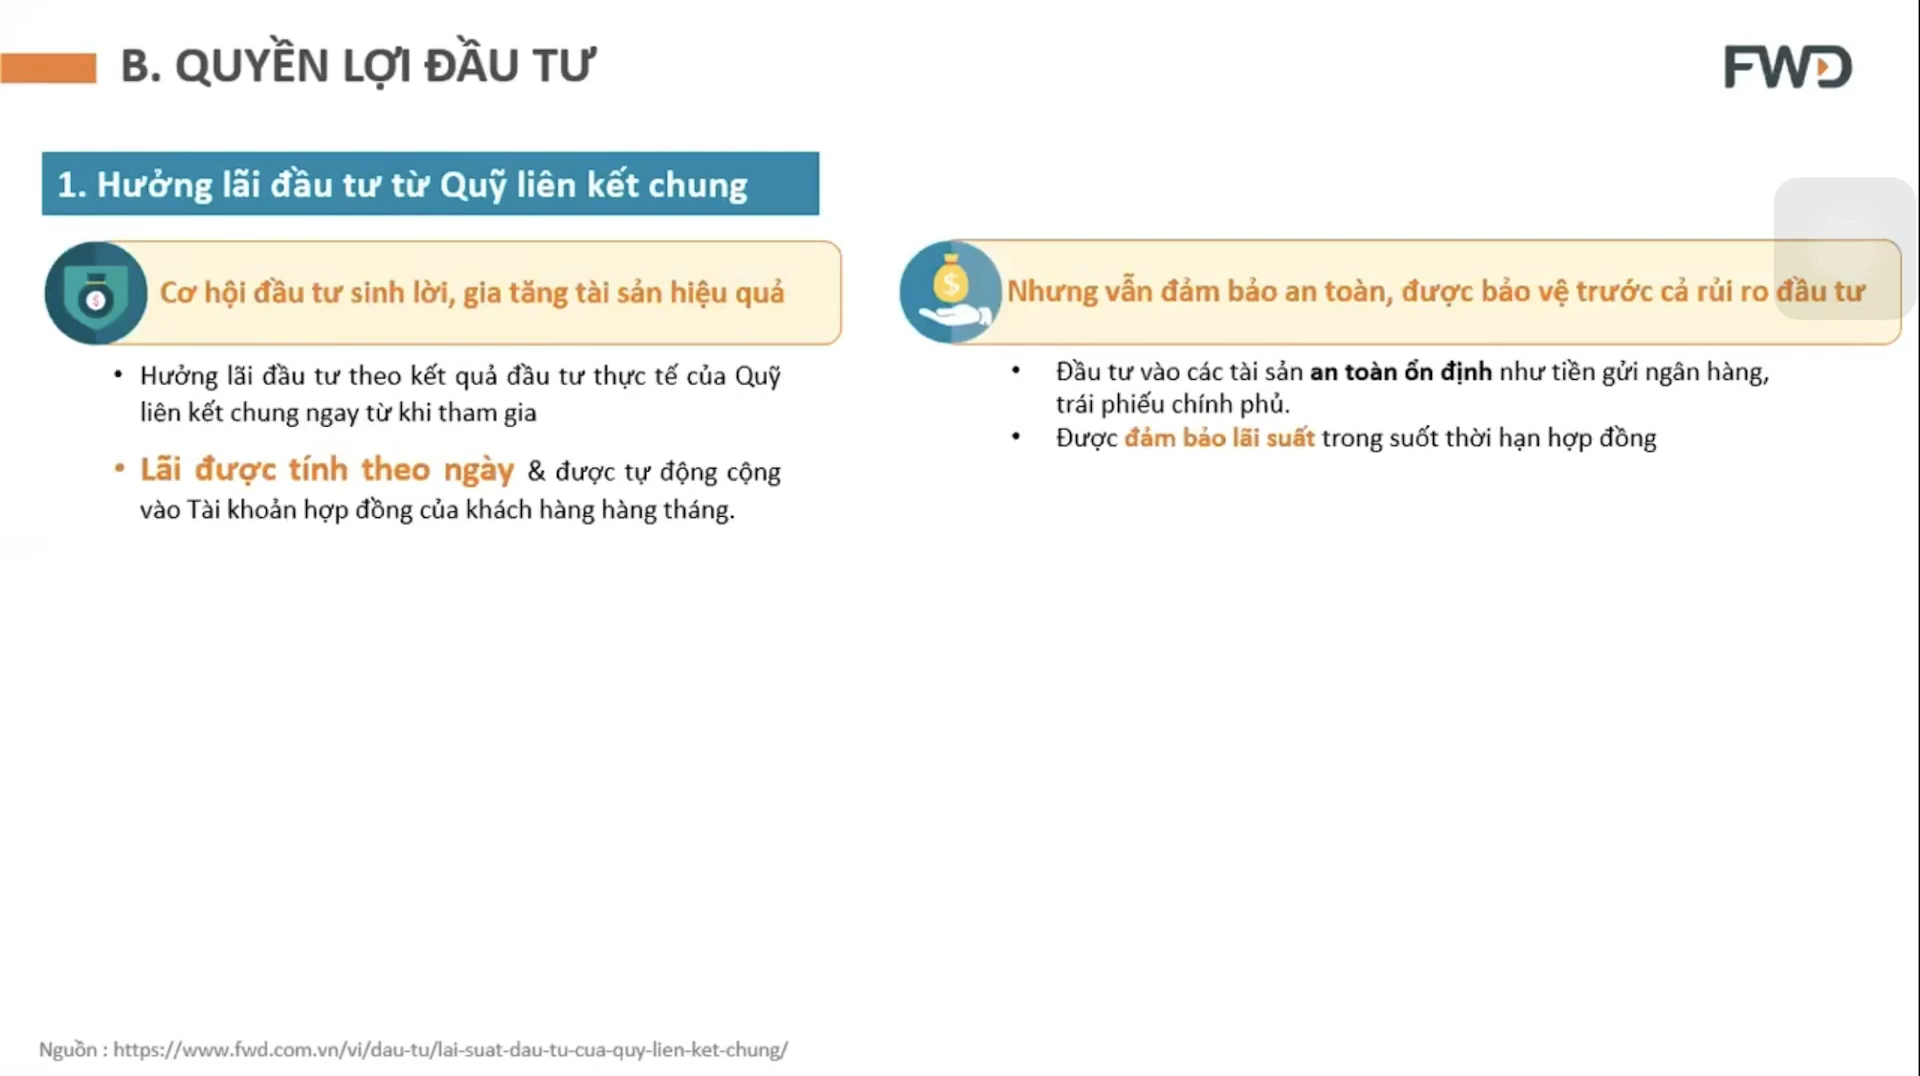 B. QUYỀN LỢI ĐẦU TƯ
FWD
1. Hưởng lãi đầu tư từ Quỹ liên kết chung
Cơ hội đầu tư sinh lời, gia tăng tài sản hiệu quả
• Hưởng lãi đầu tư theo kết quả đầu tư thực tế của Quỹ
liên kết chung ngay từ khi tham gia
• Lãi được tính theo ngày & được tự động cộng
vào Tài khoản hợp đồng của khách hàng hàng tháng.
Nhưng vẫn đảm bảo an toàn, được bảo vệ trước cả rủi ro đầu tư
• Đầu tư vào các tài sản an toàn ổn định như tiền gửi ngân hàng,
trái phiếu chính phủ.
• Được đảm bảo lãi suất trong suốt thời hạn hợp đồng
Nguồn : https://www.fwd.com.vn/vi/dau-tu/lai-suat-dau-tu-cua-quy-lien-ket-chung/